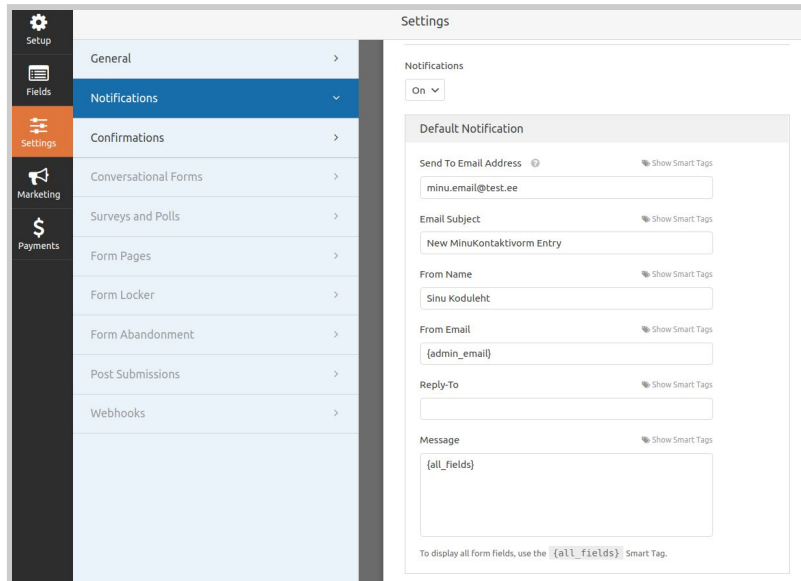 Settings
Setup
Fields
Settings
Marketing
Payments
General
Notifications
Confirmations
Conversational Forms
Surveys and Polls
Form Pages
Form Locker
Form Abandonment
Post Submissions
Webhooks
Notifications
On
Default Notification
Send To Email Address Show Smart Tags
minu.email@test.ee
Email Subject Show Smart Tags
New MinuKontaktivorm Entry
From Name Show Smart Tags
Sinu Koduleht
From Email Show Smart Tags
{admin_email}
Reply-To Show Smart Tags
Message Show Smart Tags
{all_fields}
To display all form fields, use the {all_fields} Smart Tag.